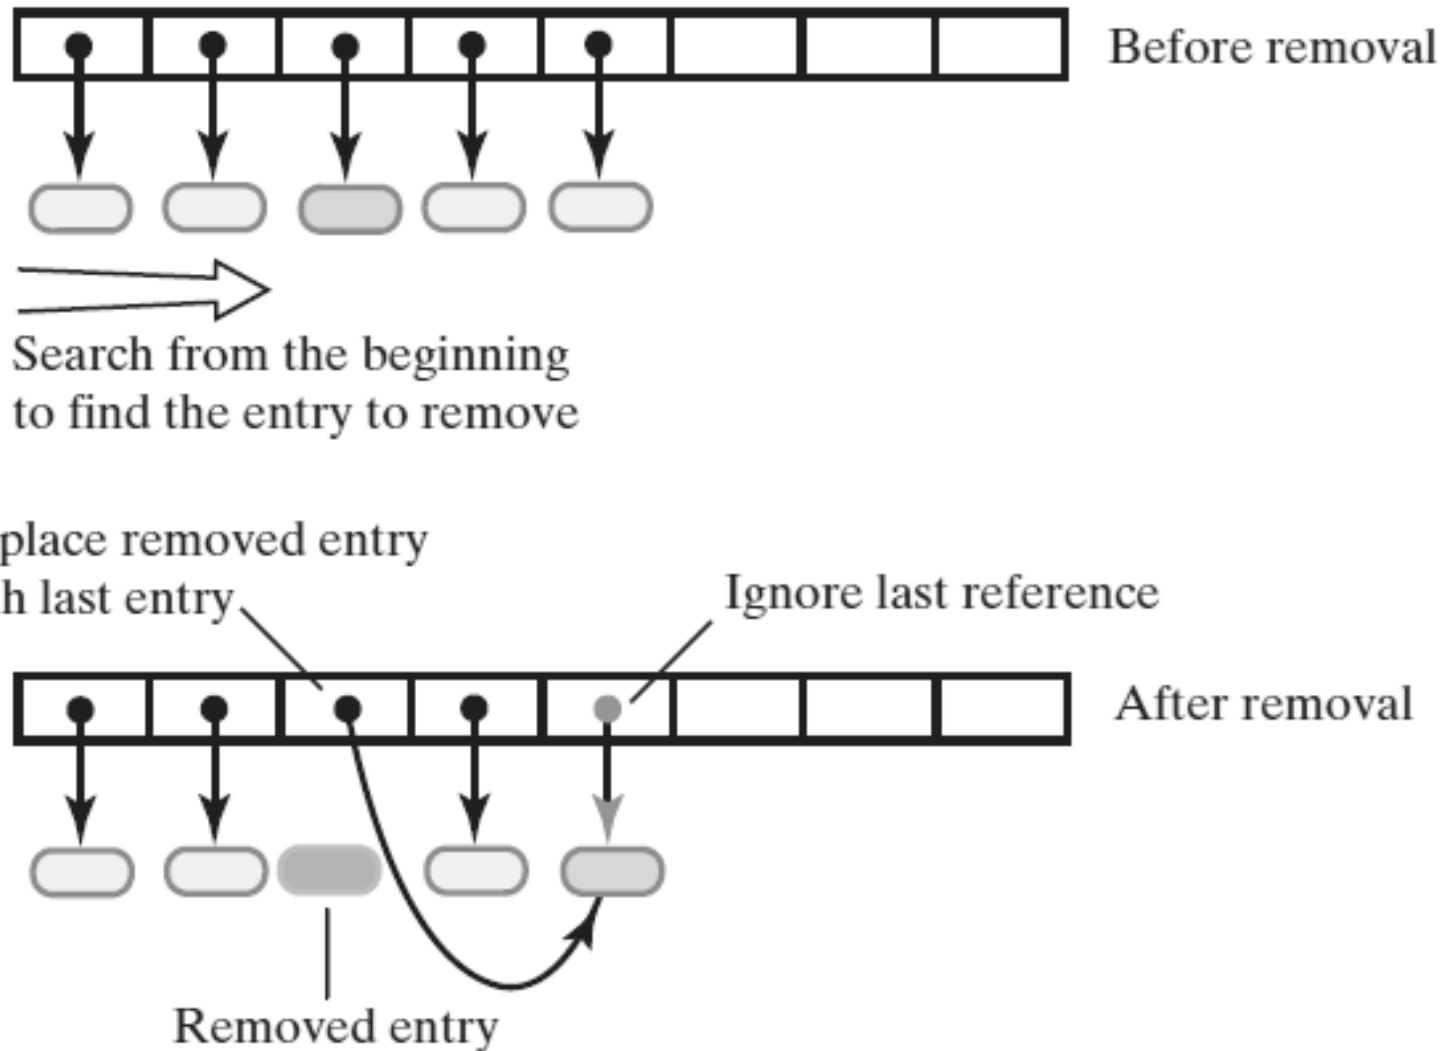 Before removal
Search from the beginning
to find the entry to remove
place removed entry
h last entry
Ignore last reference
After removal
Removed entry